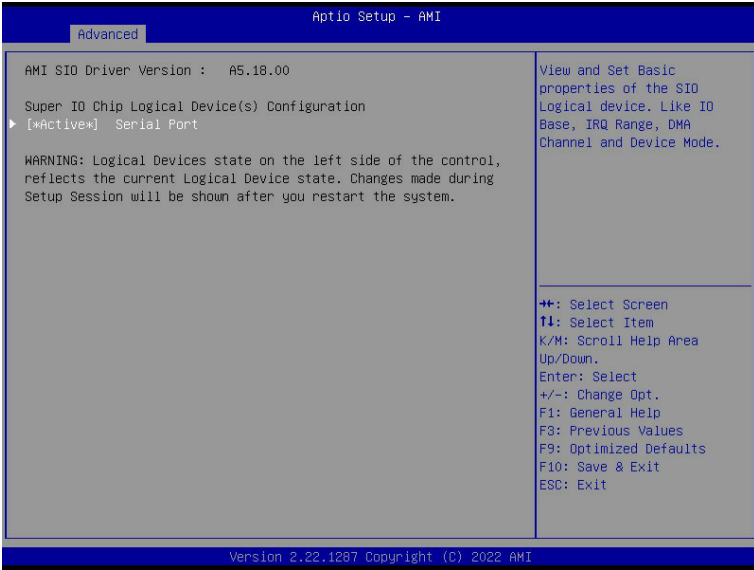 Aptio Setup – AMI
Advanced
AMI SIO Driver Version : A5.18.00
Super IO Chip Logical Device(s) Configuration
[*Active*] Serial Port
WARNING: Logical Devices state on the left side of the control,
reflects the current Logical Device state. Changes made during
Setup Session will be shown after you restart the system.
View and Set Basic
properties of the SIO
Logical device. Like IO
Base, IRQ Range, DMA
Channel and Device Mode.
→←: Select Screen
↑↓: Select Item
K/M: Scroll Help Area
Up/Down.
Enter: Select
+/-: Change Opt.
F1: General Help
F3: Previous Values
F9: Optimized Defaults
F10: Save & Exit
ESC: Exit
Version 2.22.1287 Copyright (C) 2022 AMI